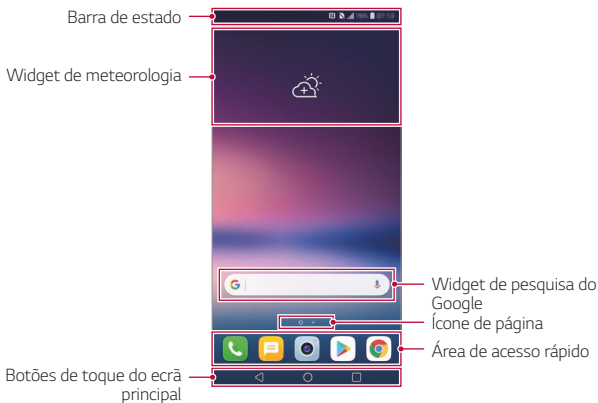 Barra de estado
Widget de meteorologia
Widget de pesquisa do
Google
Ícone de página
Área de acesso rápido
Botões de toque do ecrã
principal